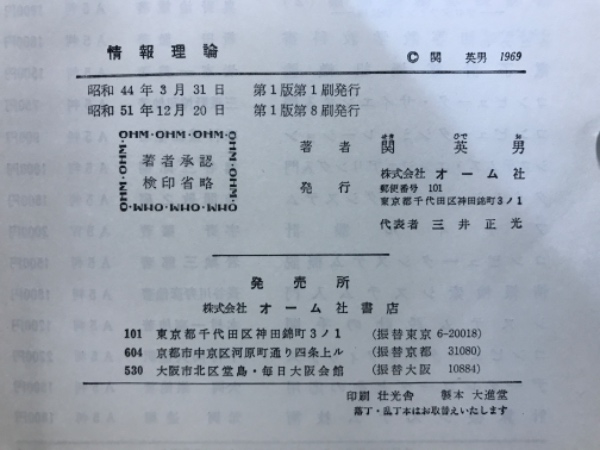 情報理論
© 関 英男 1969
昭和 44 年 3 月 31 日 第1版第1刷発行
昭和 51 年 12 月 20 日 第1版第8刷発行
OHM・OHM・OHM・OHM
著者承認
検印省略
せき ひで お
著者 関 英男
発行 株式会社 オーム社
郵便番号 101
東京都千代田区神田錦町3ノ1
代表者 三井正光
発売所
株式会社 オーム社書店
101 東京都千代田区神田錦町3ノ1 (振替東京 6-20018)
604 京都市中京区河原町通り四条上ル (振替京都 31080)
530 大阪市北区堂島・毎日大阪会館 (振替大阪 10884)
印刷 壮光舎 製本 大進堂
落丁・乱丁本はお取替えいたします